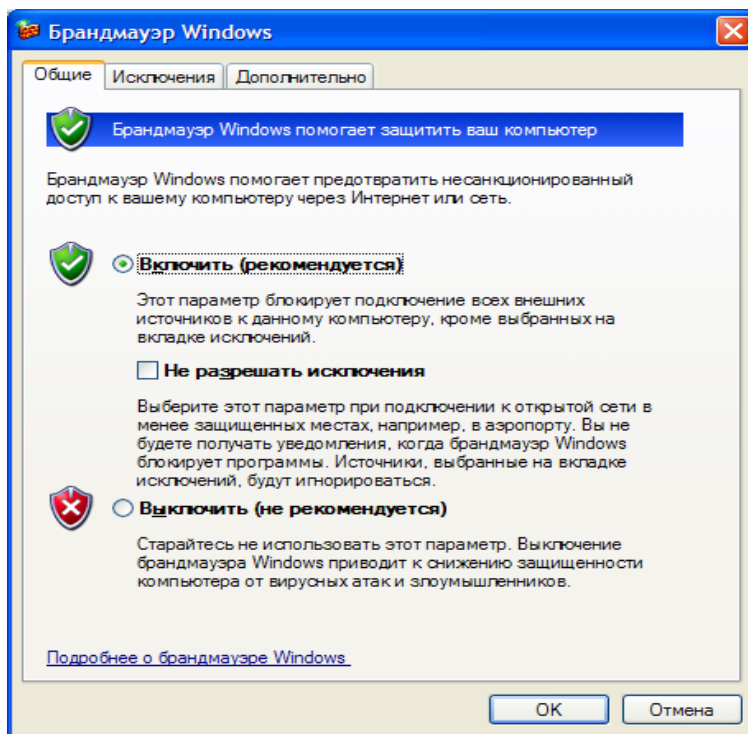 Брандмауэр Windows
Общие Исключения Дополнительно
Брандмауэр Windows помогает защитить ваш компьютер
Брандмауэр Windows помогает предотвратить несанкционированный
доступ к вашему компьютеру через Интернет или сеть.
Включить (рекомендуется)
Этот параметр блокирует подключение всех внешних
источников к данному компьютеру, кроме выбранных на
вкладке исключений.
Не разрешать исключения
Выберите этот параметр при подключении к открытой сети в
менее защищенных местах, например, в аэропорту. Вы не
будете получать уведомления, когда брандмауэр Windows
блокирует программы. Источники, выбранные на вкладке
исключений, будут игнорироваться.
Выключить (не рекомендуется)
Старайтесь не использовать этот параметр. Выключение
брандмауэра Windows приводит к снижению защищенности
компьютера от вирусных атак и злоумышленников.
Подробнее о брандмауэре Windows
OK Отмена